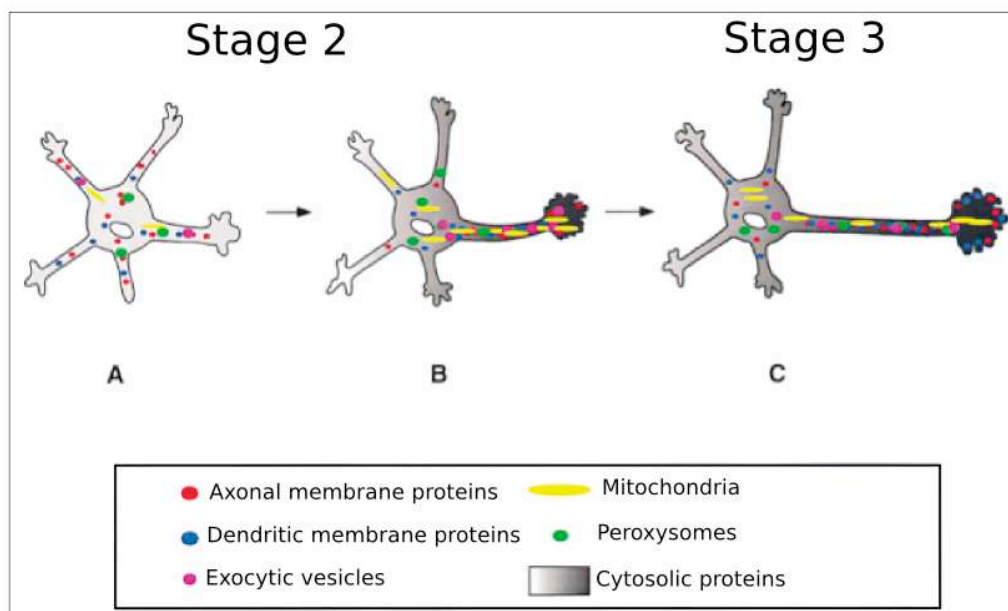 Stage 2
Stage 3
A
B
C
Axonal membrane proteins
Mitochondria
Dendritic membrane proteins
Peroxysomes
Exocytic vesicles
Cytosolic proteins